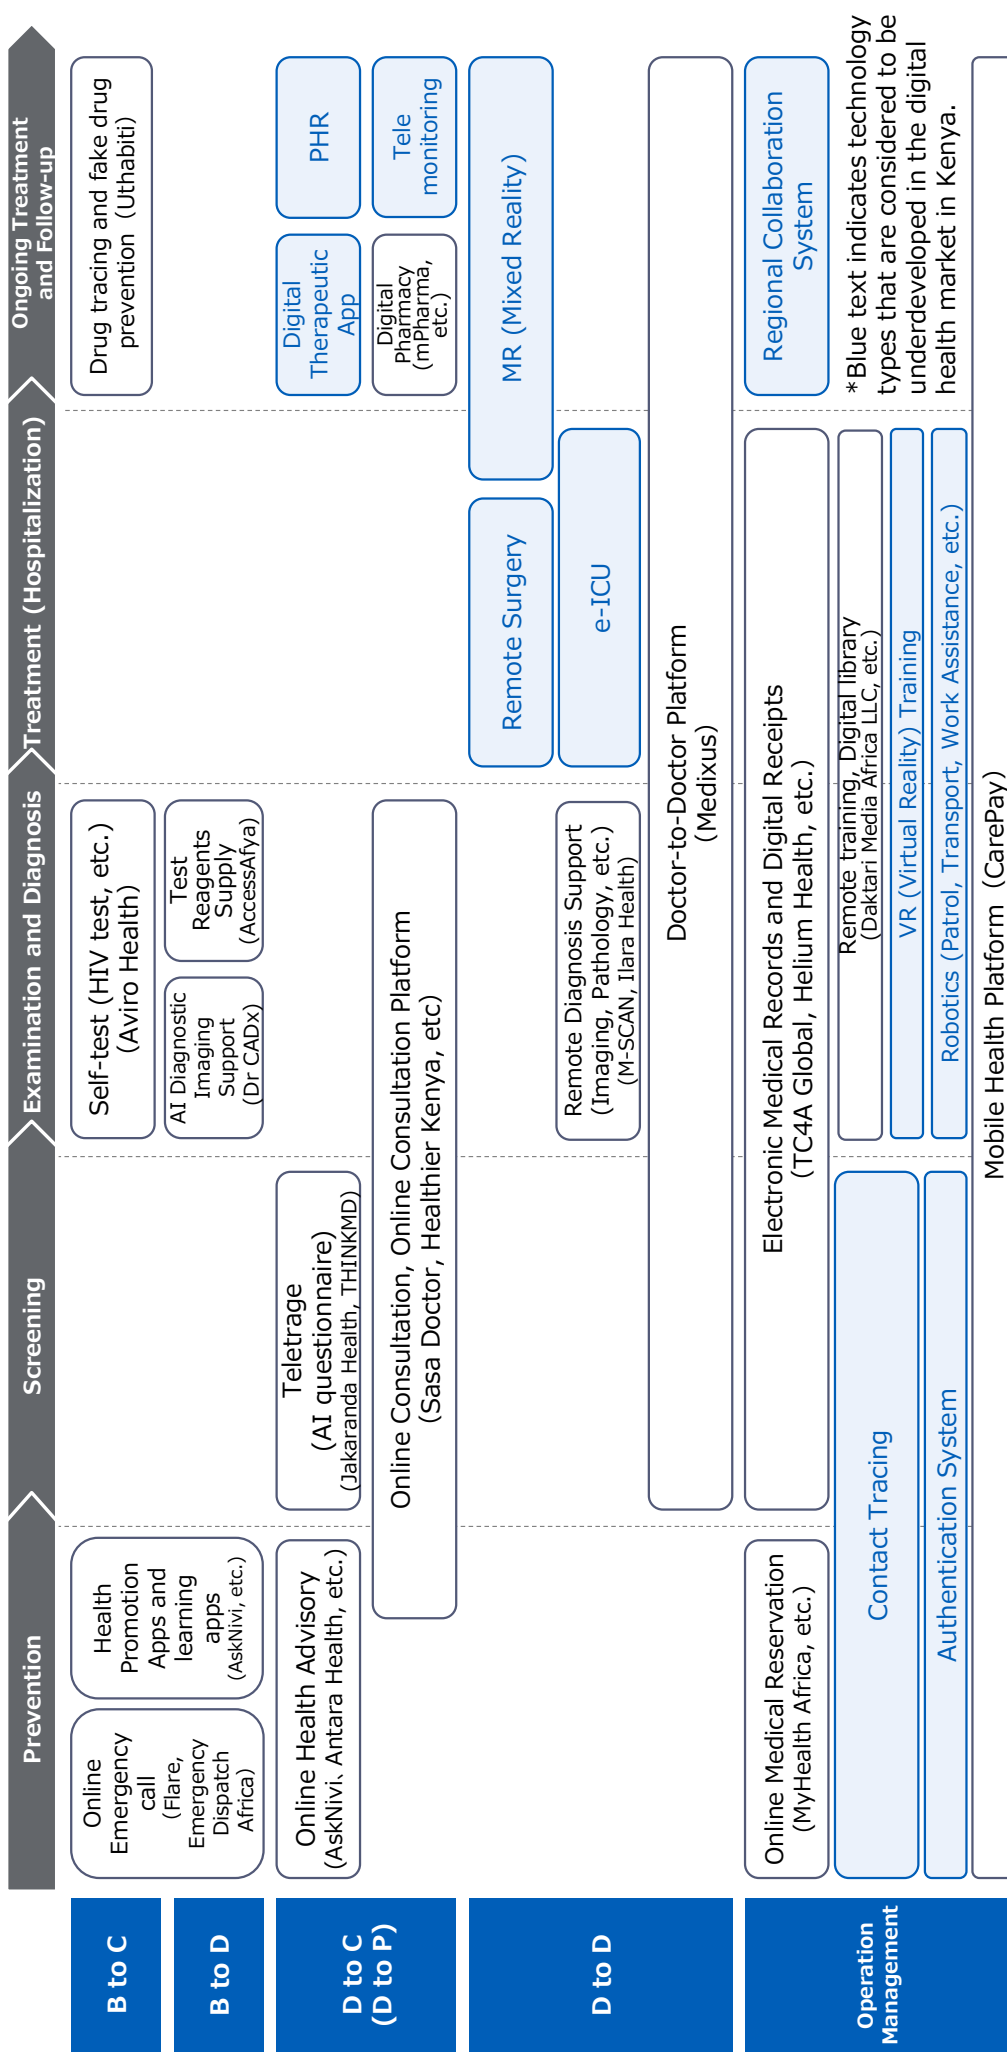 Prevention
Screening
Examination and Diagnosis
Treatment (Hospitalization)
Ongoing Treatment
and Follow-up
B to C
B to D
Online
Emergency
call
(Flare,
Emergency
Dispatch
Africa)
Health
Promotion
Apps and
learning
apps
(AskNivi, etc.)
Self-test (HIV test, etc.)
(Aviro Health)
AI Diagnostic
Imaging
Support
(Dr CADx)
Test
Reagents
Supply
(AccessAfya)
Drug tracing and fake drug
prevention (Uthabiti)
D to C
(D to P)
Online Health Advisory
(AskNivi、Antara Health, etc.)
Teletrage
(AI questionnaire)
(Jakaranda Health, THINKMD)
Online Consultation, Online Consultation Platform
(Sasa Doctor, Healthier Kenya, etc)
Digital
Therapeutic
App
PHR
Digital
Pharmacy
(mPharma,
etc.)
Tele
monitoring
D to D
Remote Surgery
MR (Mixed Reality)
Remote Diagnosis Support
(Imaging, Pathology, etc.)
(M-SCAN, Ilara Health)
e-ICU
Doctor-to-Doctor Platform
(Medixus)
Operation
Management
Online Medical Reservation
(MyHealth Africa, etc.)
Electronic Medical Records and Digital Receipts
(TC4A Global, Helium Health, etc.)
Regional Collaboration
System
Contact Tracing
Remote training, Digital library
(Daktari Media Africa LLC, etc.)
VR (Virtual Reality) Training
Authentication System
Robotics (Patrol, Transport, Work Assistance, etc.)
Mobile Health Platform (CarePay)
*Blue text indicates technology
types that are considered to be
underdeveloped in the digital
health market in Kenya.